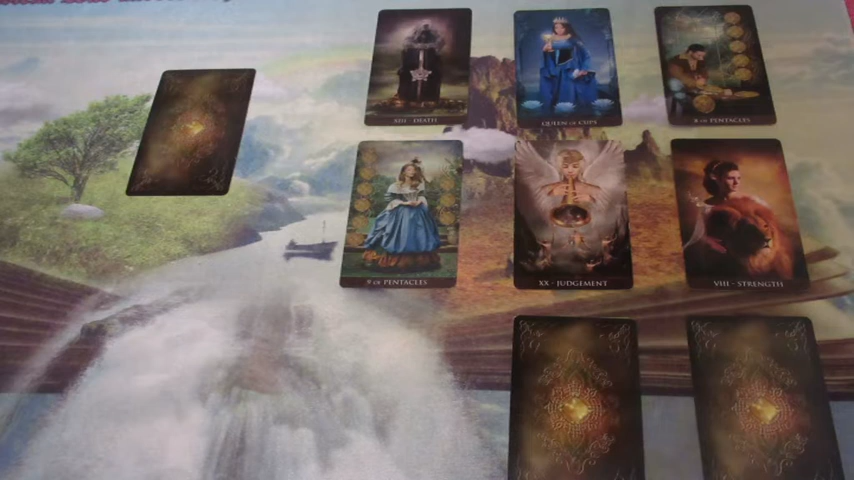 XIII - DEATH
QUEEN OF CUPS
8 OF PENTACLES
9 OF PENTACLES
XX - JUDGEMENT
VIII - STRENGTH